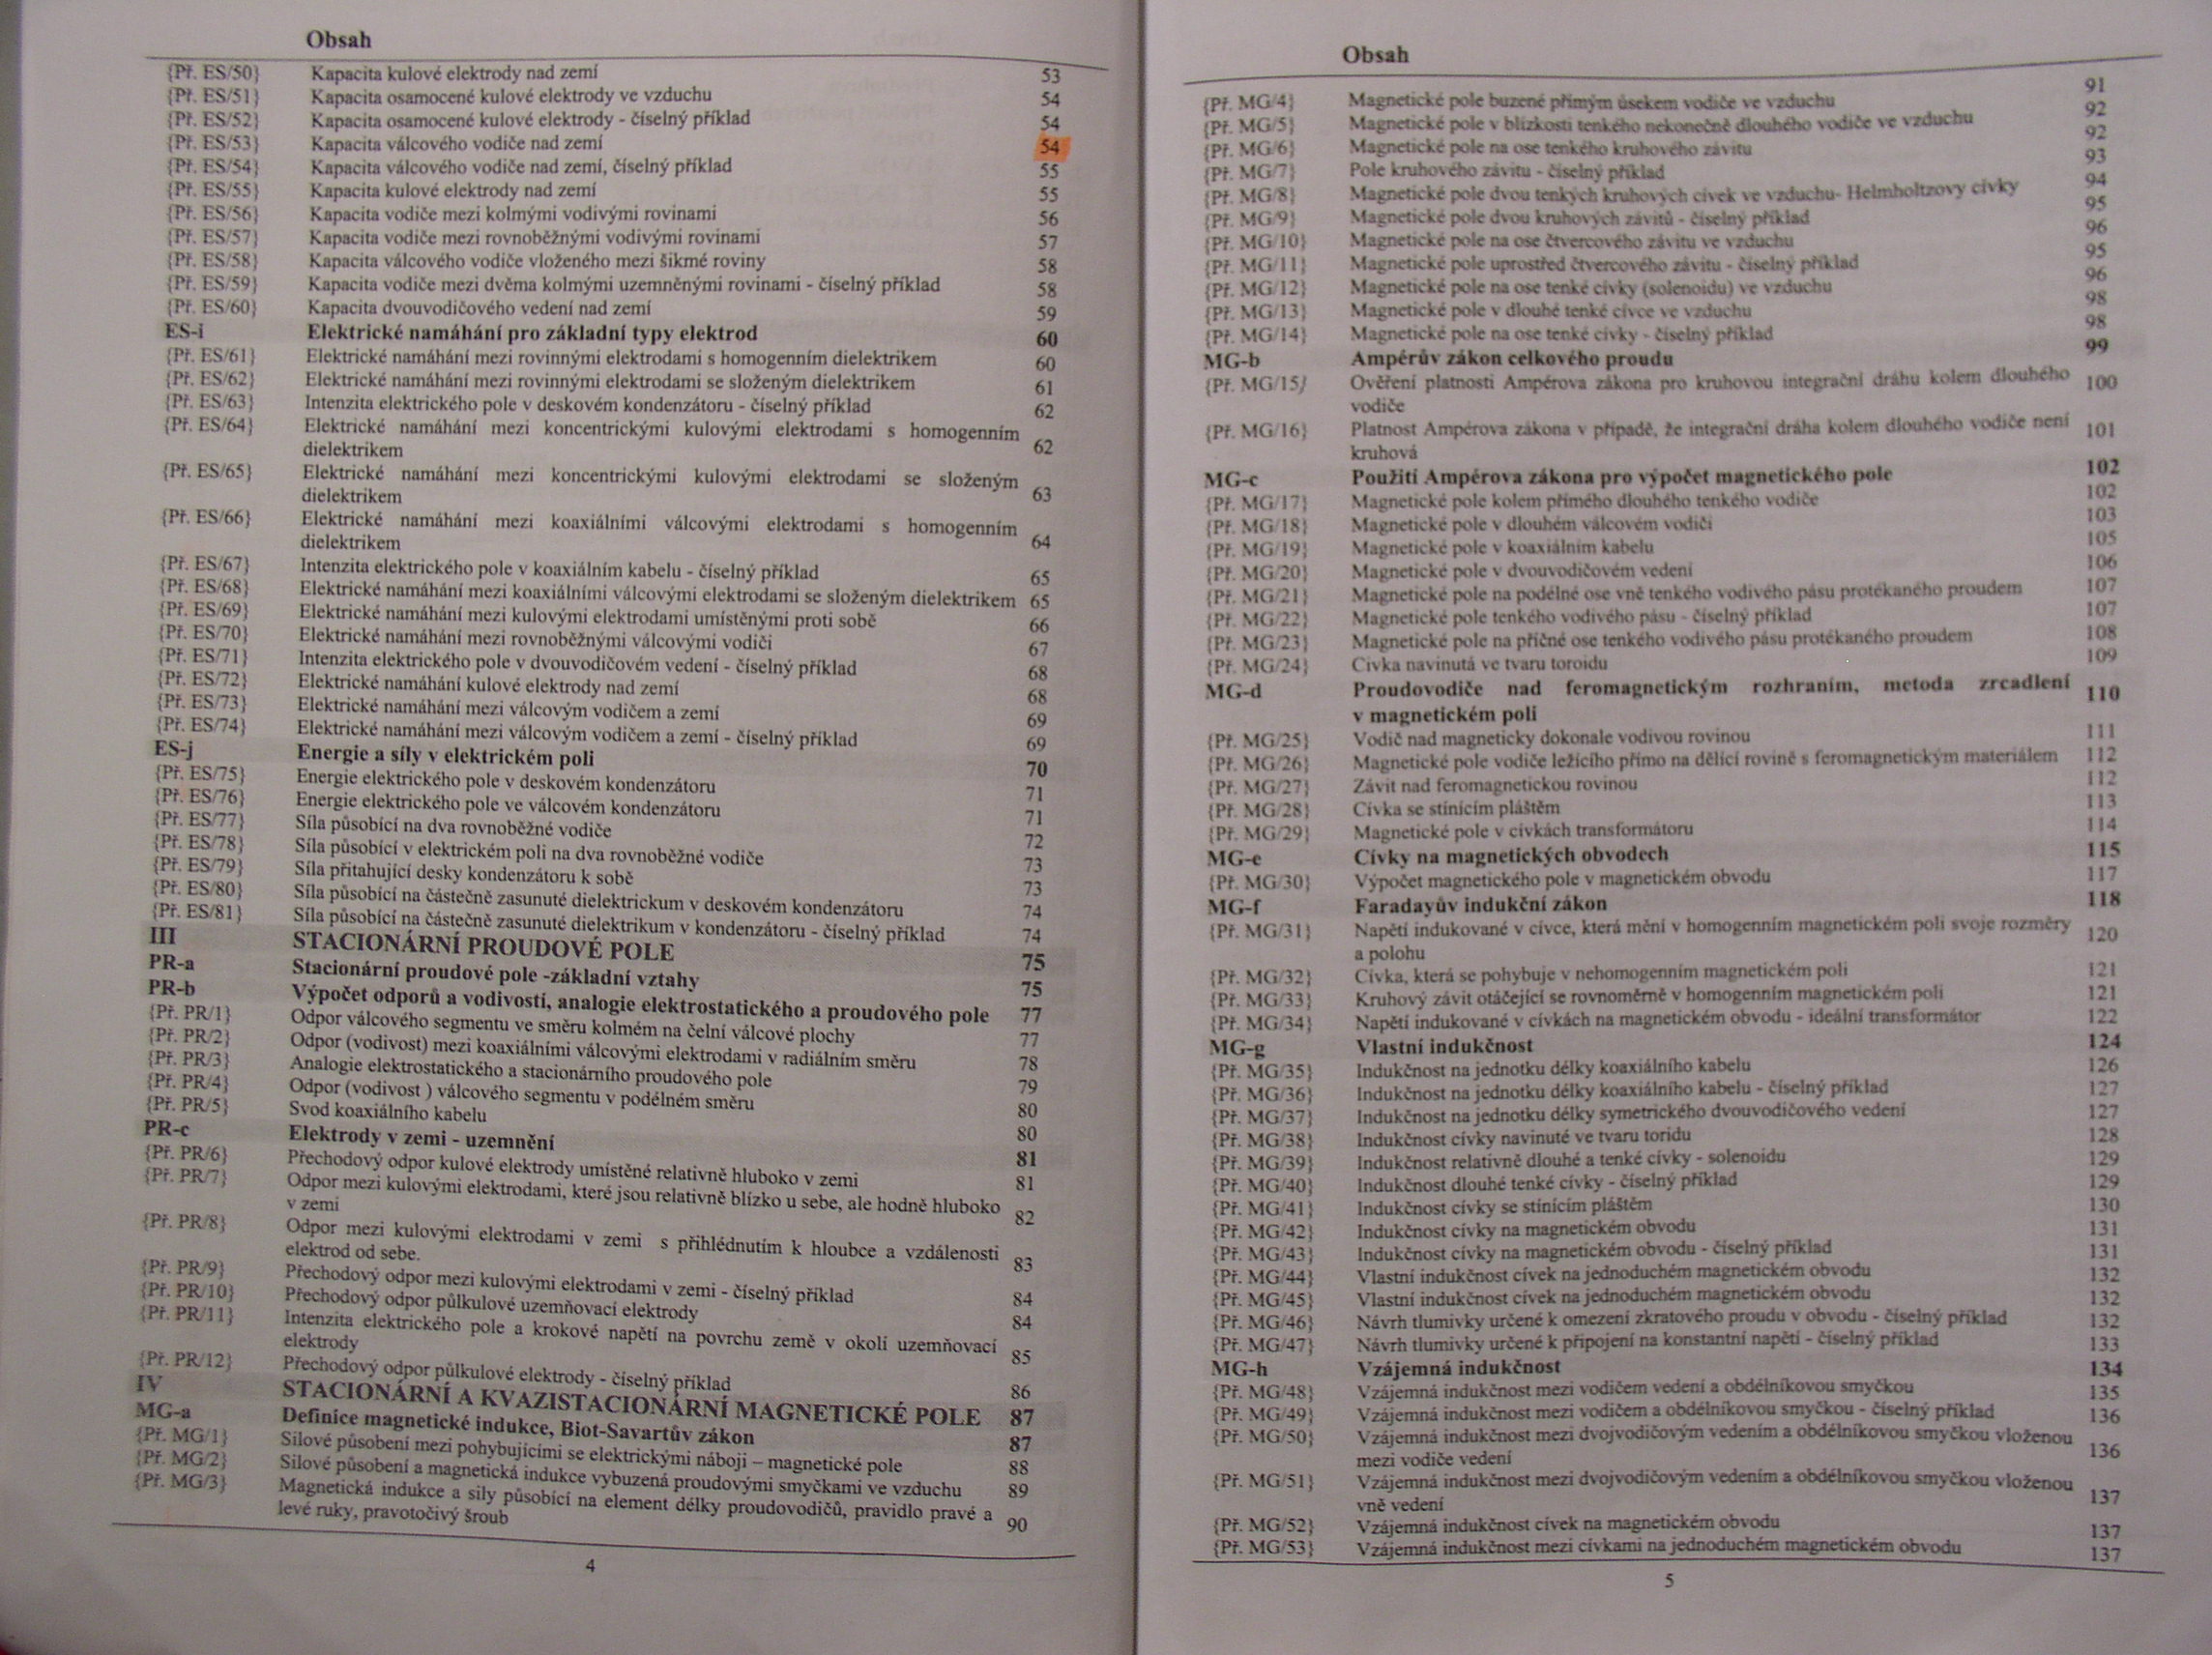 Obsah
{Př. ES/50} Kapacita kulové elektrody nad zemí 53
{Př. ES/51} Kapacita osamocené kulové elektrody ve vzduchu 54
{Př. ES/52} Kapacita osamocené kulové elektrody - číselný příklad 54
{Př. ES/53} Kapacita válcového vodiče nad zemí 54
{Př. ES/54} Kapacita válcového vodiče nad zemí, číselný příklad 55
{Př. ES/55} Kapacita kulové elektrody nad zemí 55
{Př. ES/56} Kapacita vodiče mezi kolmými vodivými rovinami 56
{Př. ES/57} Kapacita vodiče mezi rovnoběžnými vodivými rovinami 57
{Př. ES/58} Kapacita válcového vodiče vloženého mezi šikmé roviny 58
{Př. ES/59} Kapacita vodiče mezi dvěma kolmými uzemněnými rovinami - číselný příklad 58
{Př. ES/60} Kapacita dvouvodičového vedení nad zemí 59
ES-i Elektrické namáhání pro základní typy elektrod 60
{Př. ES/61} Elektrické namáhání mezi rovinnými elektrodami s homogenním dielektrikem 60
{Př. ES/62} Elektrické namáhání mezi rovinnými elektrodami se složeným dielektrikem 61
{Př. ES/63} Intenzita elektrického pole v deskovém kondenzátoru - číselný příklad 62
{Př. ES/64} Elektrické namáhání mezi koncentrickými kulovými elektrodami s homogenním
dielektrikem 62
{Př. ES/65} Elektrické namáhání mezi koncentrickými kulovými elektrodami se složeným
dielektrikem 63
{Př. ES/66} Elektrické namáhání mezi koaxiálními válcovými elektrodami s homogenním
dielektrikem 64
{Př. ES/67} Intenzita elektrického pole v koaxiálním kabelu - číselný příklad 65
{Př. ES/68} Elektrické namáhání mezi koaxiálními válcovými elektrodami se složeným dielektrikem 65
{Př. ES/69} Elektrické namáhání mezi kulovými elektrodami umístěnými proti sobě 66
{Př. ES/70} Elektrické namáhání mezi rovnoběžnými válcovými vodiči 67
{Př. ES/71} Intenzita elektrického pole v dvouvodičovém vedení - číselný příklad 68
{Př. ES/72} Elektrické namáhání kulové elektrody nad zemí 68
{Př. ES/73} Elektrické namáhání mezi válcovým vodičem a zemí 69
{Př. ES/74} Elektrické namáhání mezi válcovým vodičem a zemí - číselný příklad 69
ES-j Energie a síly v elektrickém poli 70
{Př. ES/75} Energie elektrického pole v deskovém kondenzátoru 71
{Př. ES/76} Energie elektrického pole ve válcovém kondenzátoru 71
{Př. ES/77} Síla působící na dva rovnoběžné vodiče 72
{Př. ES/78} Síla působící v elektrickém poli na dva rovnoběžné vodiče 73
{Př. ES/79} Síla přitahující desky kondenzátoru k sobě 73
{Př. ES/80} Síla působící na částečně zasunuté dielektrickum v deskovém kondenzátoru 74
{Př. ES/81} Síla působící na částečně zasunuté dielektrikum v kondenzátoru - číselný příklad 74
III STACIONÁRNÍ PROUDOVÉ POLE 75
PR-a Stacionární proudové pole -základní vztahy 75
PR-b Výpočet odporů a vodivostí, analogie elektrostatického a proudového pole 77
{Př. PR/1} Odpor válcového segmentu ve směru kolmém na čelní válcové plochy 77
{Př. PR/2} Odpor (vodivost) mezi koaxiálními válcovými elektrodami v radiálním směru 78
{Př. PR/3} Analogie elektrostatického a stacionárního proudového pole 79
{Př. PR/4} Odpor (vodivost ) válcového segmentu v podélném směru 80
{Př. PR/5} Svod koaxiálního kabelu 80
PR-c Elektrody v zemi - uzemnění 81
{Př. PR/6} Přechodový odpor kulové elektrody umístěné relativně hluboko v zemi 81
{Př. PR/7} Odpor mezi kulovými elektrodami, které jsou relativně blízko u sebe, ale hodně hluboko
v zemi 82
{Př. PR/8} Odpor mezi kulovými elektrodami v zemi s přihlédnutím k hloubce a vzdálenosti
elektrod od sebe. 83
{Př. PR/9} Přechodový odpor mezi kulovými elektrodami v zemi - číselný příklad 84
{Př. PR/10} Přechodový odpor půlkulové uzemňovací elektrody 84
{Př. PR/11} Intenzita elektrického pole a krokové napětí na povrchu země v okolí uzemňovací
elektrody 85
{Př. PR/12} Přechodový odpor půlkulové elektrody - číselný příklad 86
IV STACIONÁRNÍ A KVAZISTACIONÁRNÍ MAGNETICKÉ POLE 87
MG-a Definice magnetické indukce, Biot-Savartův zákon 87
{Př. MG/1} Silové působení mezi pohybujícími se elektrickými náboji – magnetické pole 88
{Př. MG/2} Silové působení a magnetická indukce vybuzená proudovými smyčkami ve vzduchu 89
{Př. MG/3} Magnetická indukce a síly působící na element délky proudovodičů, pravidlo pravé a
levé ruky, pravotočivý šroub 90
4
Obsah
{Př. MG/4} Magnetické pole buzené přímým úsekem vodiče ve vzduchu 91
{Př. MG/5} Magnetické pole v blízkosti tenkého nekonečně dlouhého vodiče ve vzduchu 92
{Př. MG/6} Magnetické pole na ose tenkého kruhového závitu 92
{Př. MG/7} Pole kruhového závitu - číselný příklad 93
{Př. MG/8} Magnetické pole dvou tenkých kruhových cívek ve vzduchu- Helmholtzovy cívky 94
{Př. MG/9} Magnetické pole dvou kruhových závitů - číselný příklad 95
{Př. MG/10} Magnetické pole na ose čtvercového závitu ve vzduchu 96
{Př. MG/11} Magnetické pole uprostřed čtvercového závitu - číselný příklad 95
{Př. MG/12} Magnetické pole na ose tenké cívky (solenoidu) ve vzduchu 96
{Př. MG/13} Magnetické pole v dlouhé tenké cívce ve vzduchu 98
{Př. MG/14} Magnetické pole na ose tenké cívky - číselný příklad 98
MG-b Ampérův zákon celkového proudu 99
{Př. MG/15} Ověření platnosti Ampérova zákona pro kruhovou integrační dráhu kolem dlouhého 100
vodiče
{Př. MG/16} Platnost Ampérova zákona v případě, že integrační dráha kolem dlouhého vodiče není 101
kruhová
MG-c Použití Ampérova zákona pro výpočet magnetického pole 102
{Př. MG/17} Magnetické pole kolem přímého dlouhého tenkého vodiče 102
{Př. MG/18} Magnetické pole v dlouhém válcovém vodiči 103
{Př. MG/19} Magnetické pole v koaxiálním kabelu 105
{Př. MG/20} Magnetické pole v dvouvodičovém vedení 106
{Př. MG/21} Magnetické pole na podélné ose vně tenkého vodivého pásu protékaného proudem 107
{Př. MG/22} Magnetické pole tenkého vodivého pásu - číselný příklad 107
{Př. MG/23} Magnetické pole na příčné ose tenkého vodivého pásu protékaného proudem 108
{Př. MG/24} Cívka navinutá ve tvaru toroidu 109
MG-d Proudovodiče nad feromagnetickým rozhraním, metoda zrcadlení 110
v magnetickém poli
{Př. MG/25} Vodič nad magneticky dokonale vodivou rovinou 111
{Př. MG/26} Magnetické pole vodiče ležícího přímo na dělící rovině s feromagnetickým materiálem 112
{Př. MG/27} Závit nad feromagnetickou rovinou 112
{Př. MG/28} Cívka se stínícím pláštěm 113
{Př. MG/29} Magnetické pole v cívkách transformátoru 114
MG-e Cívky na magnetických obvodech 115
{Př. MG/30} Výpočet magnetického pole v magnetickém obvodu 117
MG-f Faradayův indukční zákon 118
{Př. MG/31} Napětí indukované v cívce, která mění v homogenním magnetickém poli svoje rozměry 120
a polohu
{Př. MG/32} Cívka, která se pohybuje v nehomogenním magnetickém poli 121
{Př. MG/33} Kruhový závit otáčející se rovnoměrně v homogenním magnetickém poli 121
{Př. MG/34} Napětí indukované v cívkách na magnetickém obvodu - ideální transformátor 122
MG-g Vlastní indukčnost 124
{Př. MG/35} Indukčnost na jednotku délky koaxiálního kabelu 126
{Př. MG/36} Indukčnost na jednotku délky koaxiálního kabelu - číselný příklad 127
{Př. MG/37} Indukčnost na jednotku délky symetrického dvouvodičového vedení 127
{Př. MG/38} Indukčnost cívky navinuté ve tvaru toridu 128
{Př. MG/39} Indukčnost relativně dlouhé a tenké cívky - solenoidu 129
{Př. MG/40} Indukčnost dlouhé tenké cívky - číselný příklad 129
{Př. MG/41} Indukčnost cívky se stínícím pláštěm 130
{Př. MG/42} Indukčnost cívky na magnetickém obvodu 131
{Př. MG/43} Indukčnost cívky na magnetickém obvodu - číselný příklad 131
{Př. MG/44} Vlastní indukčnost cívek na jednoduchém magnetickém obvodu 132
{Př. MG/45} Vlastní indukčnost cívek na jednoduchém magnetickém obvodu 132
{Př. MG/46} Návrh tlumivky určené k omezení zkratového proudu v obvodu - číselný příklad 132
{Př. MG/47} Návrh tlumivky určené k připojení na konstantní napětí - číselný příklad 133
MG-h Vzájemná indukčnost 134
{Př. MG/48} Vzájemná indukčnost mezi vodičem vedení a obdélníkovou smyčkou 135
{Př. MG/49} Vzájemná indukčnost mezi vodičem a obdélníkovou smyčkou - číselný příklad 136
{Př. MG/50} Vzájemná indukčnost mezi dvojvodičovým vedením a obdélníkovou smyčkou vloženou
mezi vodiče vedení 136
{Př. MG/51} Vzájemná indukčnost mezi dvojvodičovým vedením a obdélníkovou smyčkou vloženou
vně vedení 137
{Př. MG/52} Vzájemná indukčnost cívek na magnetickém obvodu 137
{Př. MG/53} Vzájemná indukčnost mezi cívkami na jednoduchém magnetickém obvodu 137
5